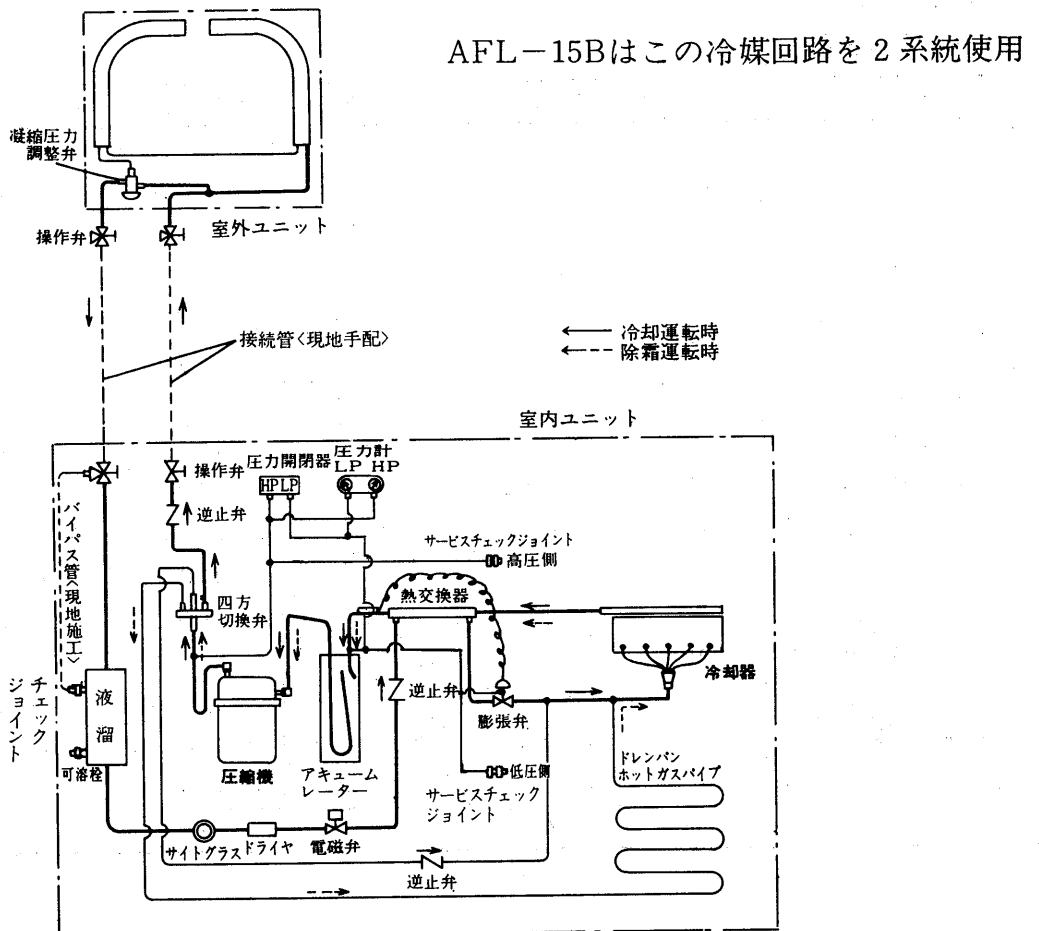 AFL-15Bはこの冷媒回路を2系統使用
凝縮圧力
調整弁
室外ユニット
操作弁
接続管<現地手配>
冷却運転時
除霜運転時
室内ユニット
操作弁
圧力開閉器
HP LP
圧力計
LP HP
逆止弁
サービスチェックジョイント
高圧側
バイパス管<現地施工>
四方
切換弁
熱交換器
冷却器
チェック
ジョイント
液溜
可溶栓
逆止弁
膨張弁
圧縮機
アキューム
レーター
低圧側
サービスチェック
ジョイント
ドレンパン
ホットガスパイプ
サイトグラス
ドライヤ
電磁弁
逆止弁